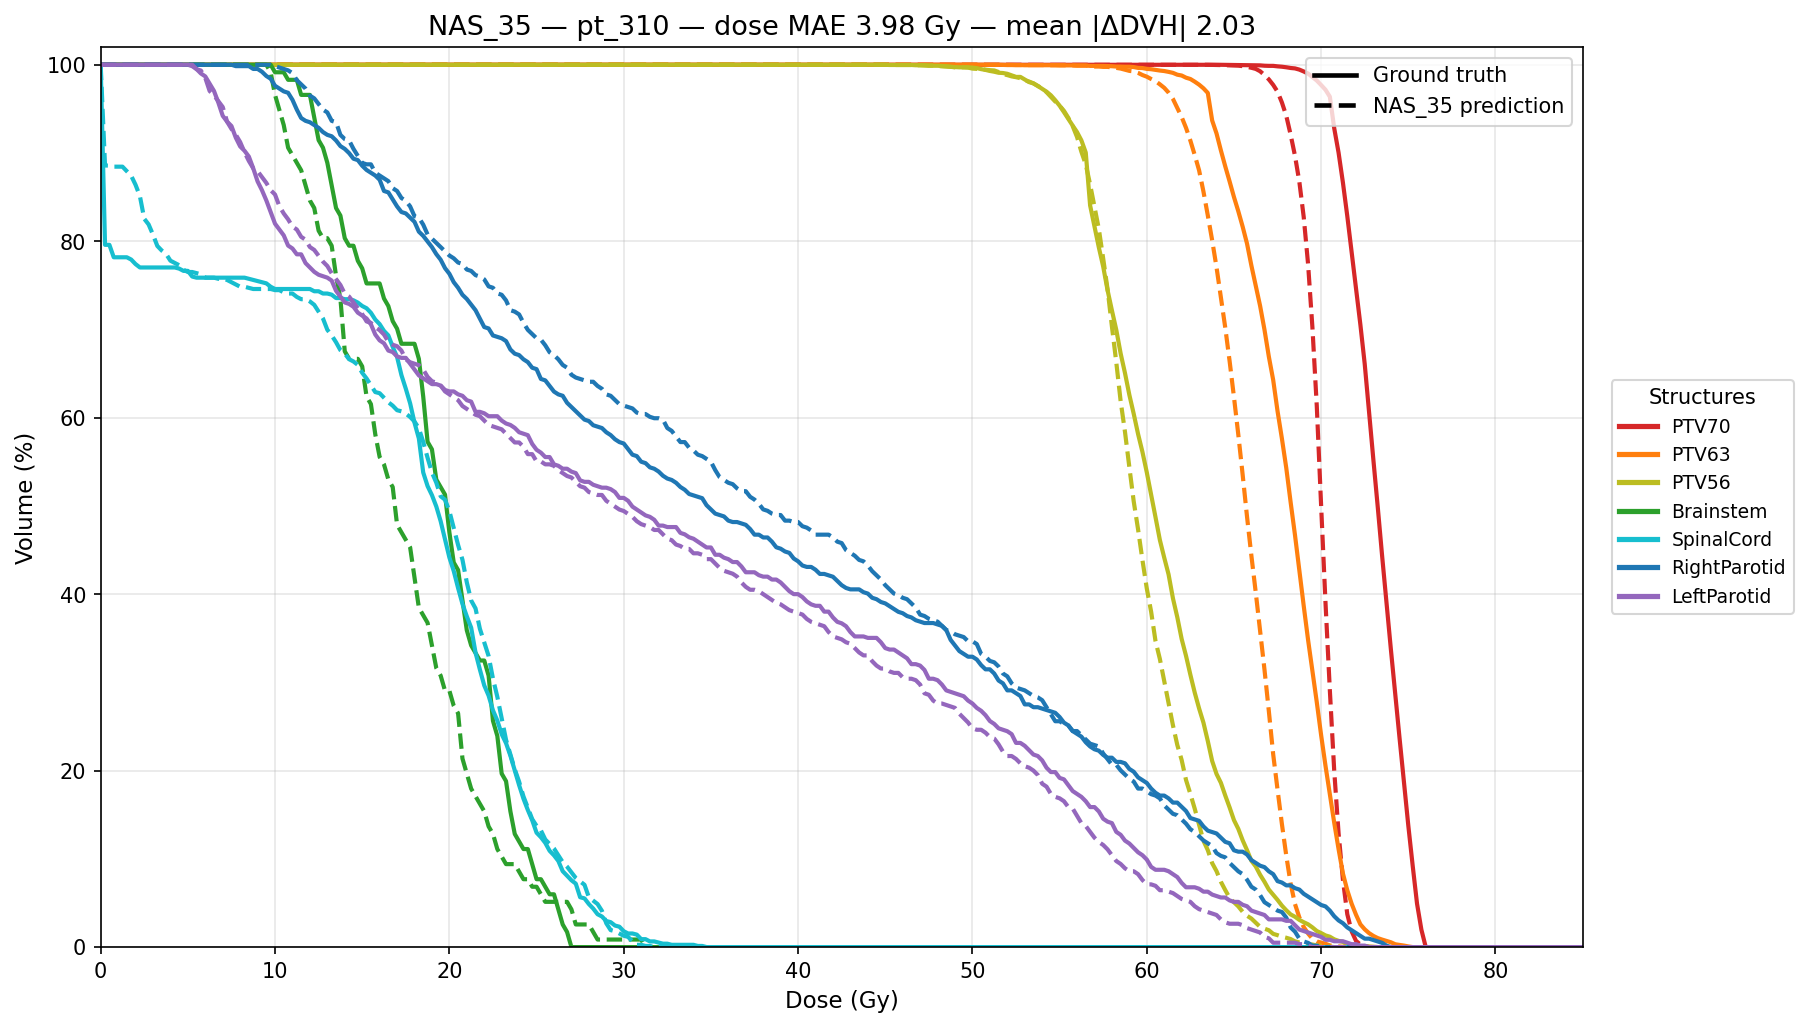 NAS_35 — pt_310 — dose MAE 3.98 Gy — mean |ΔDVH| 2.03
Ground truth
NAS_35 prediction
Volume (%)
100
80
60
40
20
0
0 10 20 30 40 50 60 70 80
Dose (Gy)
Structures
PTV70
PTV63
PTV56
Brainstem
SpinalCord
RightParotid
LeftParotid